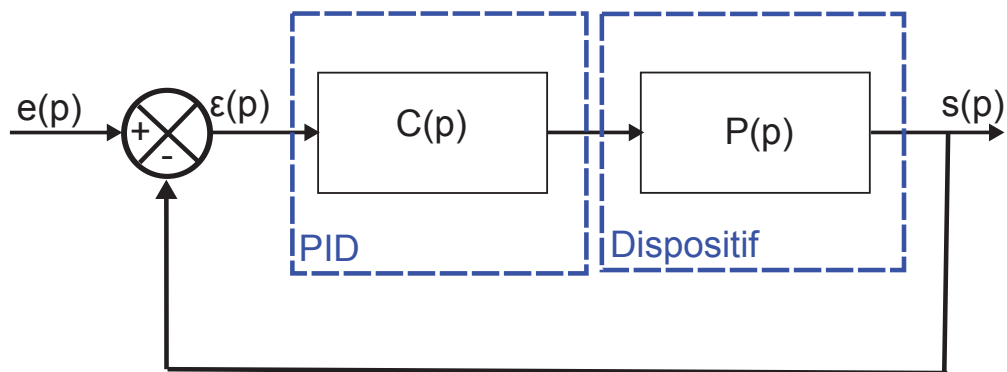 e(p)
+
-
ε(p)
C(p)
PID
P(p)
Dispositif
s(p)